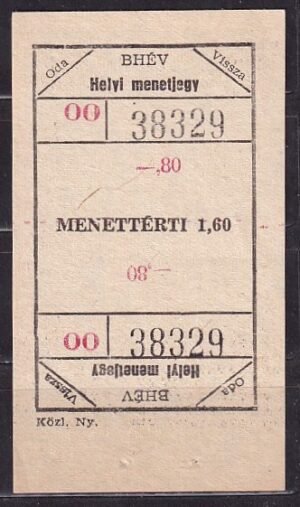 Oda BHÉV Vissza
Helyi menetjegy
00 38329
—,80
MENETTÉRTI 1,60
—,80
00 38329
Helyi menetjegy
Vissza BHÉV Oda
Közl. Ny.